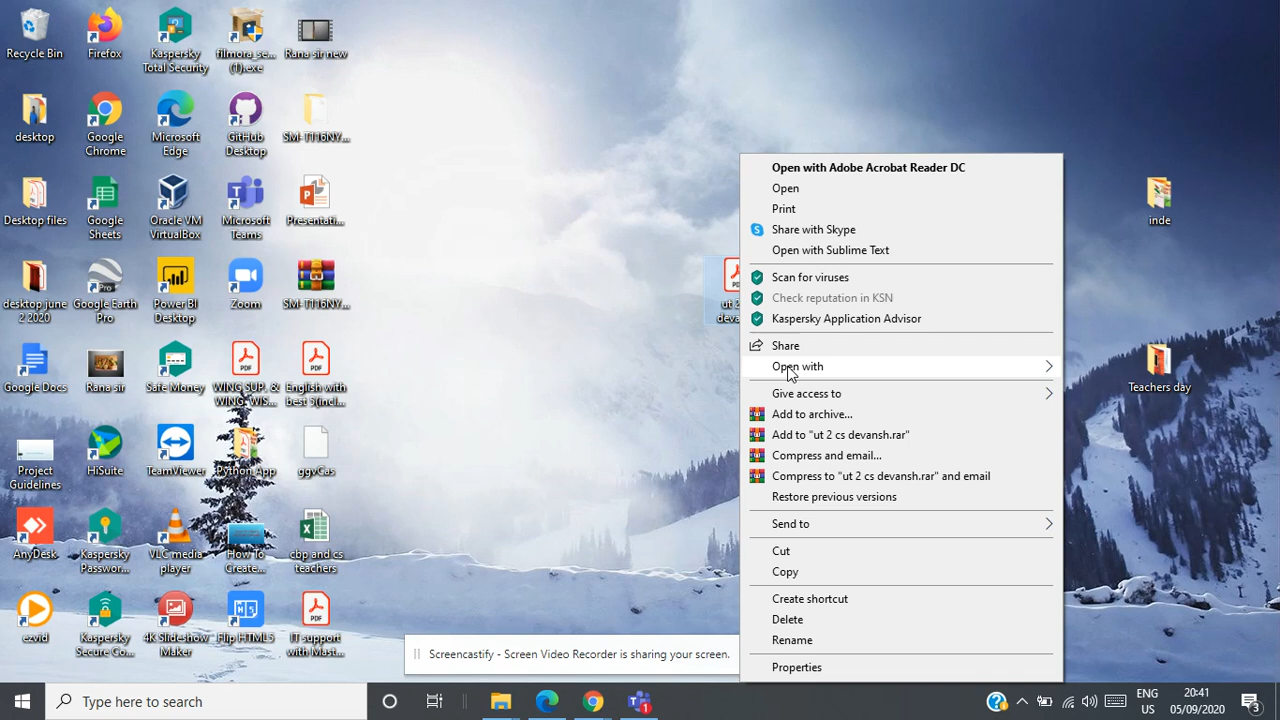 Recycle Bin
Firefox
Kaspersky
Total Security
filmora_se...
(1).exe
Rana sir new
desktop
Google
Chrome
Microsoft
Edge
GitHub
Desktop
SM-T116NY...
Desktop files
Google
Sheets
Oracle VM
VirtualBox
Microsoft
Teams
Presentati...
desktop june
2 2020
Google Earth
Pro
Power BI
Desktop
Zoom
SM-T116NY...
Google Docs
Rana sir
Safe Money
WING SUP. &
WING. WIS...
English with
best 5(incl...
Project
Guidelines
HiSuite
TeamViewer
Python App
ggvCas
AnyDesk
Kaspersky
Passwor...
VLC media
player
How To
Create...
cbp and cs
teachers
ezvid
Kaspersky
Secure Co...
4K Slideshow
Maker
Flip HTML5
IT support
with Mast...
ut 2
deva
inde
Teachers day
Open with Adobe Acrobat Reader DC
Open
Print
Share with Skype
Open with Sublime Text
Scan for viruses
Check reputation in KSN
Kaspersky Application Advisor
Share
Open with
Give access to
Add to archive...
Add to "ut 2 cs devansh.rar"
Compress and email...
Compress to "ut 2 cs devansh.rar" and email
Restore previous versions
Send to
Cut
Copy
Create shortcut
Delete
Rename
Properties
Screencastify - Screen Video Recorder is sharing your screen.
Type here to search
ENG
US
20:41
05/09/2020